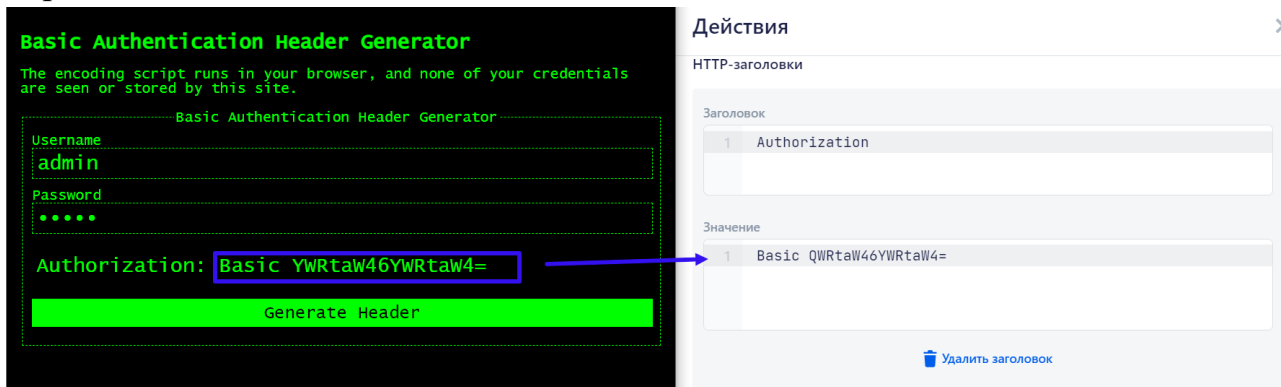 Basic Authentication Header Generator
The encoding script runs in your browser, and none of your credentials
are seen or stored by this site.
Basic Authentication Header Generator
Username
admin
Password
•••••
Authorization: Basic YWRtaW46YWRtaW4=
Generate Header
Действия
HTTP-заголовки
Заголовок
1 Authorization
Значение
1 Basic QWRtaW46YWRtaW4=
Удалить заголовок